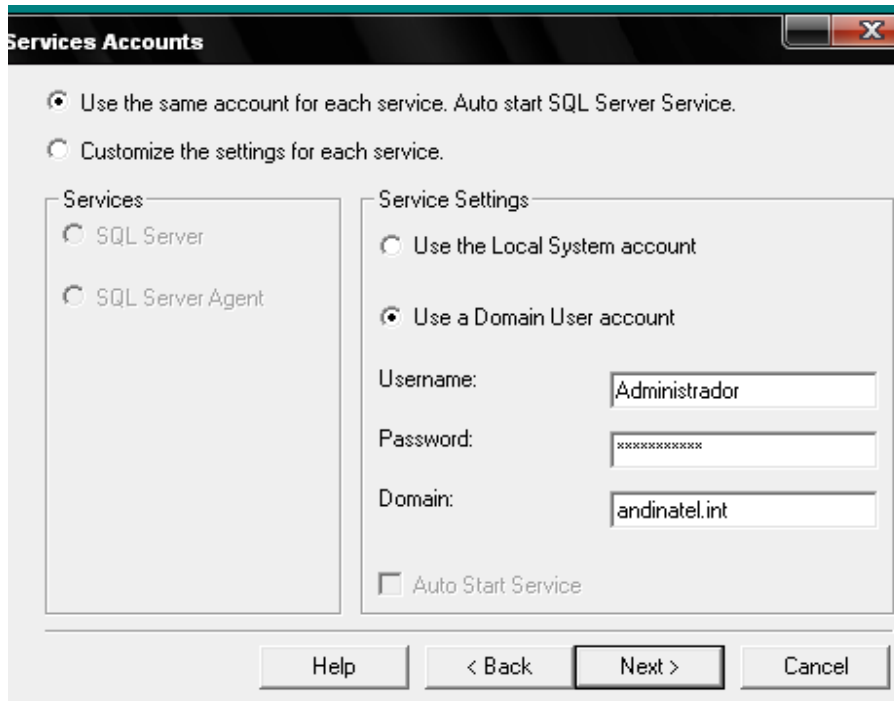 Services Accounts
Use the same account for each service. Auto start SQL Server Service.
Customize the settings for each service.
Services
SQL Server
SQL Server Agent
Service Settings
Use the Local System account
Use a Domain User account
Username:
Administrador
Password:
***********
Domain:
andinatel.int
Auto Start Service
Help
< Back
Next >
Cancel